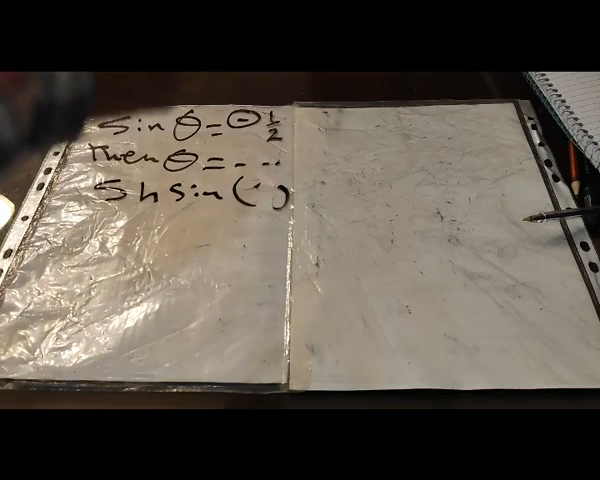 sin θ = ⊖ 1/2
then θ = - --
Sh sin (